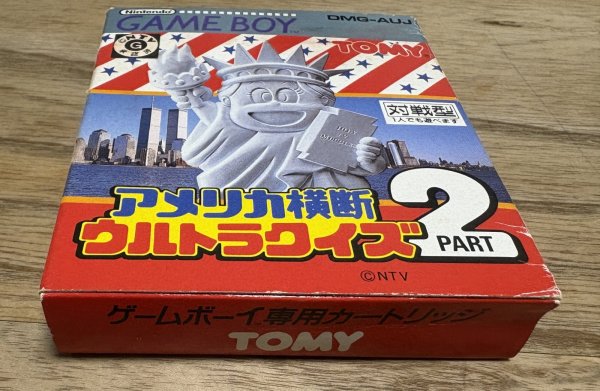 Nintendo
GAME BOY™
DMG-AUJ
TOMY
NTV
G
対戦型
1人でも遊べます
アメリカ横断
ウルトラクイズ
2
PART
©NTV
ゲームボーイ専用カートリッジ
TOMY